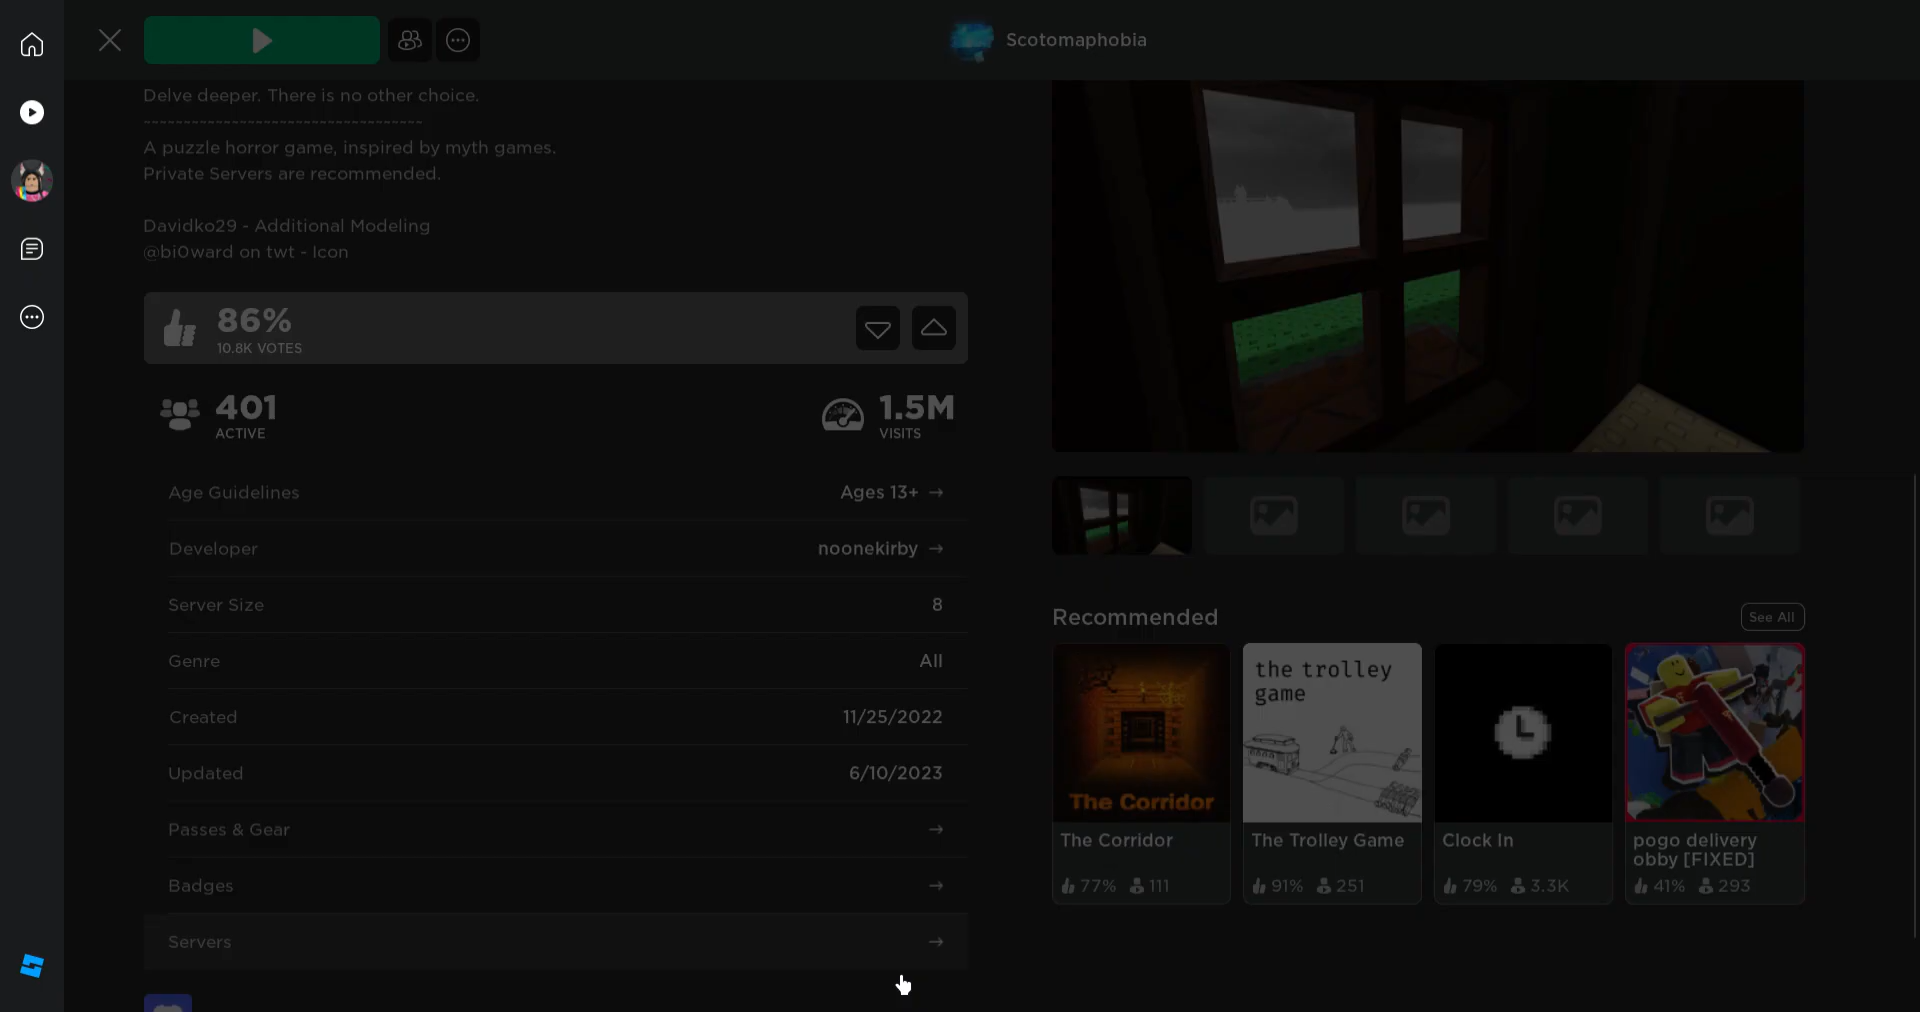 Scotomaphobia
Delve deeper. There is no other choice.
~~~~~~~~~~~~~~~~~~~~~~~~~~~~~~~~~~~
A puzzle horror game, inspired by myth games.
Private Servers are recommended.
Davidko29 - Additional Modeling
@bi0ward on twt - Icon
86%
10.8K VOTES
401
ACTIVE
1.5M
VISITS
Age Guidelines
Ages 13+
Developer
noonekirby
Server Size
8
Genre
All
Created
11/25/2022
Updated
6/10/2023
Passes & Gear
Badges
Servers
Recommended
See All
The Corridor
The Corridor
77% 111
the trolley
game
The Trolley Game
91% 251
Clock In
79% 3.3K
pogo delivery
obby [FIXED]
41% 293